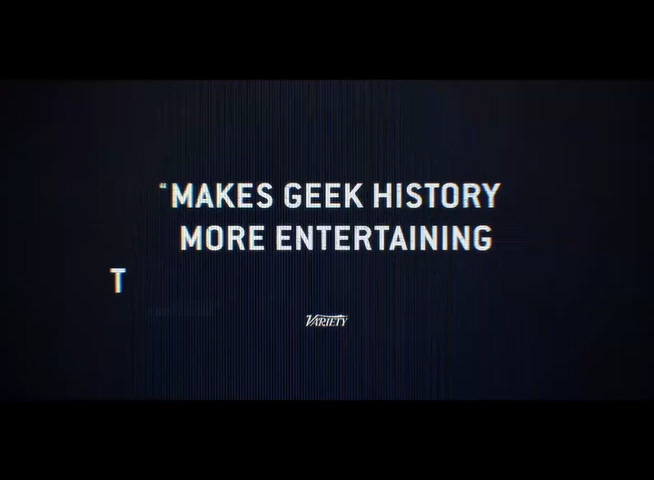 “MAKES GEEK HISTORY
MORE ENTERTAINING
T
VARIETY